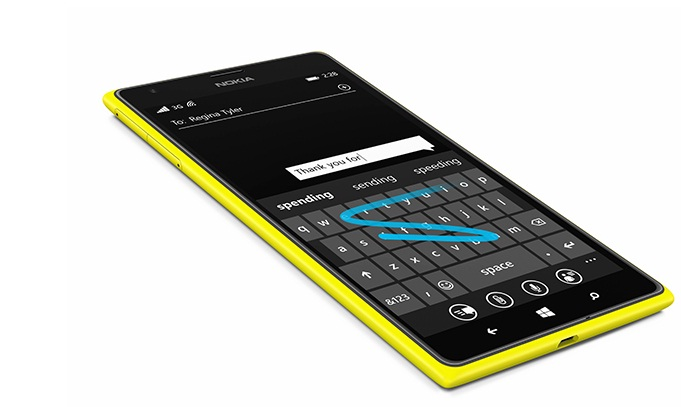 NOKIA
3G 2:28
To: Regina Tyler
Thank you for
spending sending speeding
q w t y u i o p
a s f g h j k l
z x c v b n m
&123 , space .